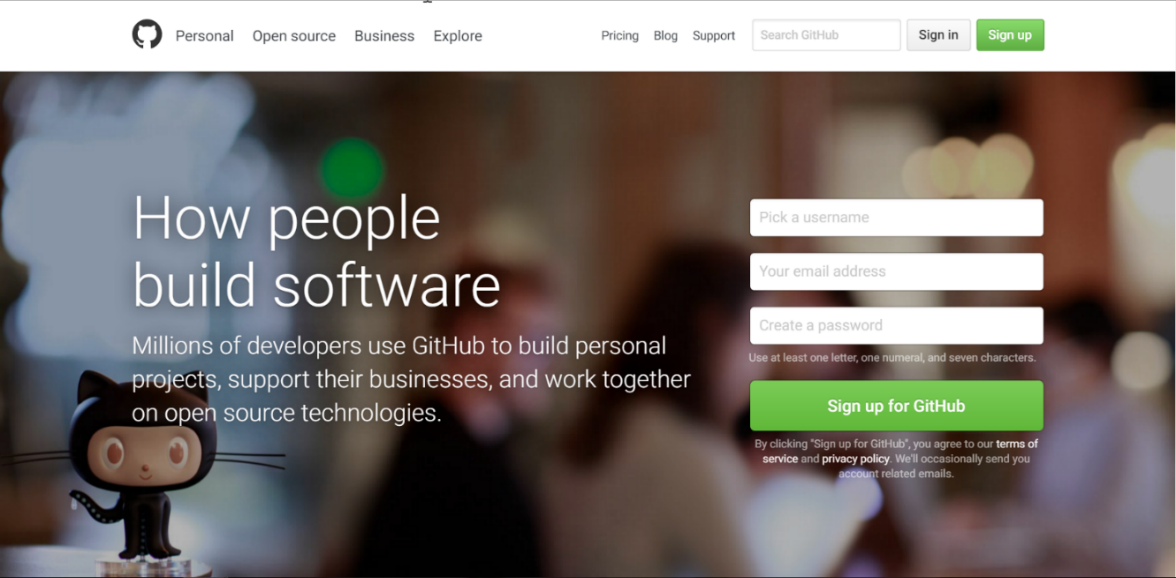 Personal Open source Business Explore Pricing Blog Support Search GitHub Sign in Sign up
How people
build software
Millions of developers use GitHub to build personal
projects, support their businesses, and work together
on open source technologies.
Pick a username
Your email address
Create a password
Use at least one letter, one numeral, and seven characters.
Sign up for GitHub
By clicking "Sign up for GitHub", you agree to our terms of
service and privacy policy. We'll occasionally send you
account related emails.